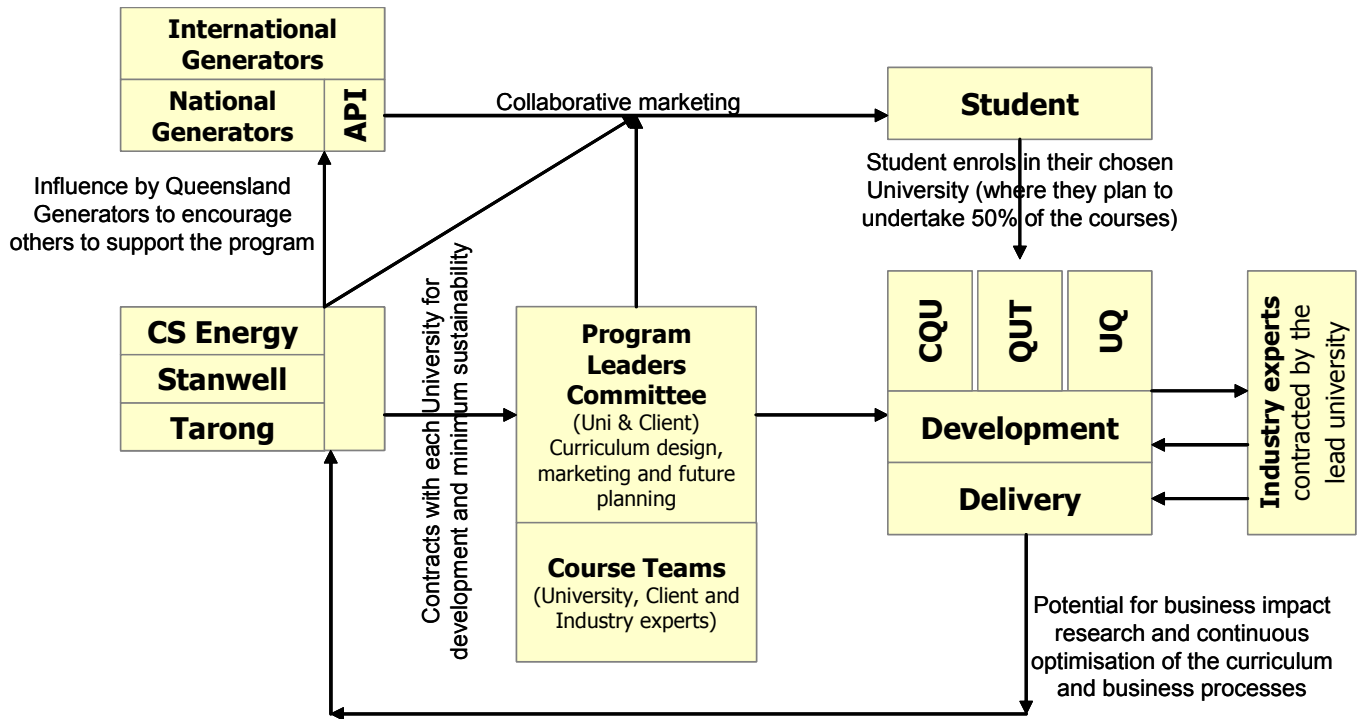 International
Generators
National
Generators
API
Collaborative marketing
Student
Influence by Queensland
Generators to encourage
others to support the program
Student enrols in their chosen
University (where they plan to
undertake 50% of the courses)
CS Energy
Stanwell
Tarong
Contracts with each University for
development and minimum sustainability
Program
Leaders
Committee
(Uni & Client)
Curriculum design,
marketing and future
planning
Course Teams
(University, Client and
Industry experts)
CQU
QUT
UQ
Development
Delivery
Industry experts
contracted by the
lead university
Potential for business impact
research and continuous
optimisation of the curriculum
and business processes